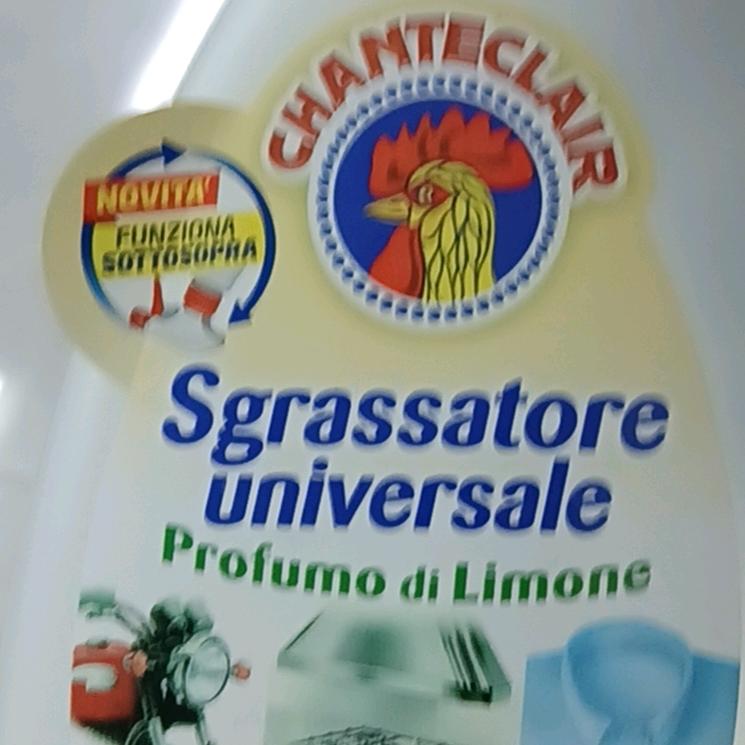 CHANTECLAIR
NOVITA'
FUNZIONA
SOTTOSOPRA
Sgrassatore
universale
Profumo di Limone